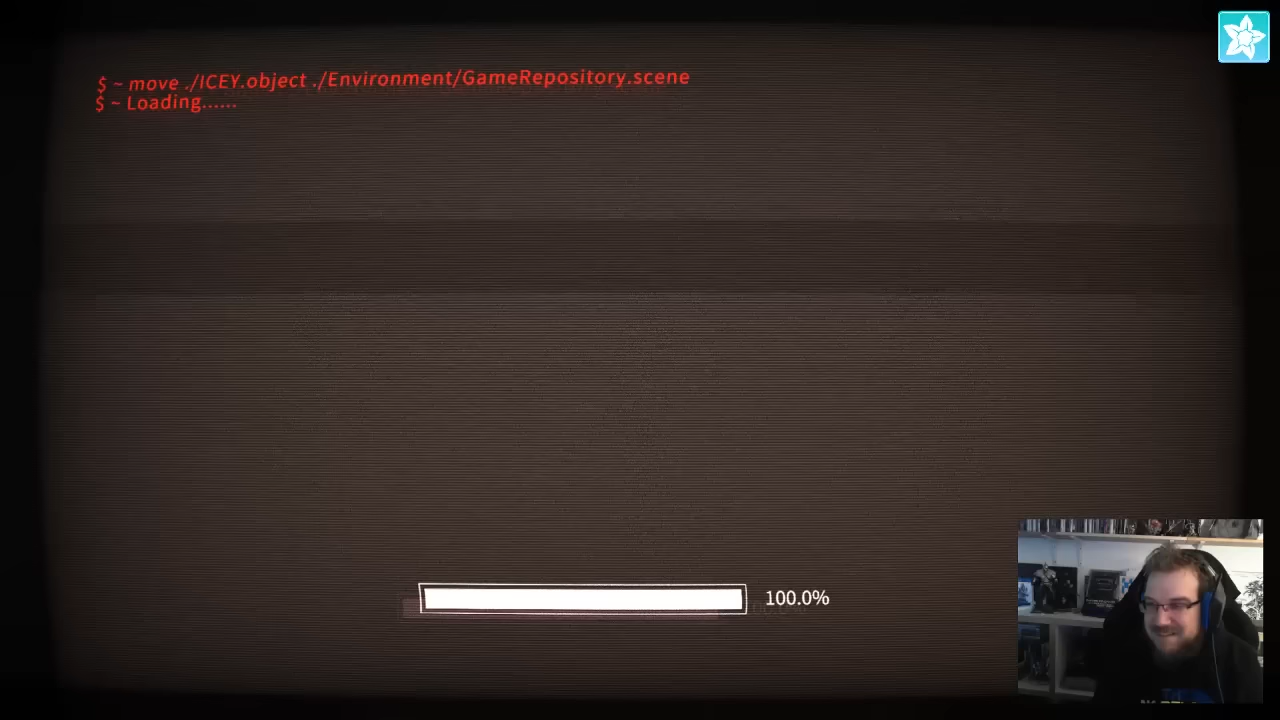 $ ~ move ./ICEY.object ./Environment/GameRepository.scene
$ ~ Loading......
100.0%